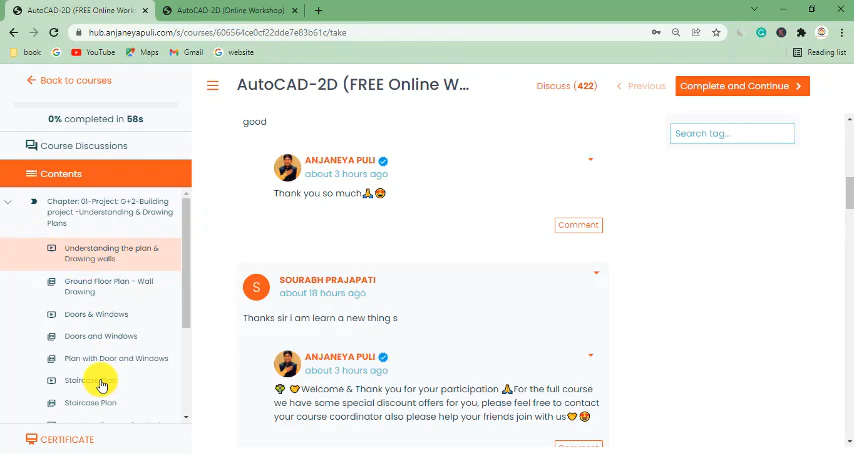 AutoCAD-2D (FREE Online W
AutoCAD-2D (Online Workshop)
hub.anjaneyapuli.com/s/courses/606564ce0cf22dde7e83b61c/take
book
YouTube
Maps
Gmail
website
Reading list
Back to courses
0% completed in 58s
Course Discussions
Contents
Chapter: 01-Project: G+2-Building
project -Understanding & Drawing
Plans
Understanding the plan &
Drawing walls
Ground Floor Plan - Wall
Drawing
Doors & Windows
Doors and Windows
Plan with Door and Windows
Staircase Plan
CERTIFICATE
AutoCAD-2D (FREE Online W...
Discuss (422)
Previous
Complete and Continue
Search tag...
good
ANJANEYA PULI
about 3 hours ago
Thank you so much🙏😍
Comment
S
SOURABH PRAJAPATI
about 18 hours ago
Thanks sir i am learn a new thing s
ANJANEYA PULI
about 3 hours ago
💐🧡Welcome & Thank you for your participation 🙏For the full course
we have some special discount offers for you, please feel free to contact
your course coordinator also please help your friends join with us🧡😍